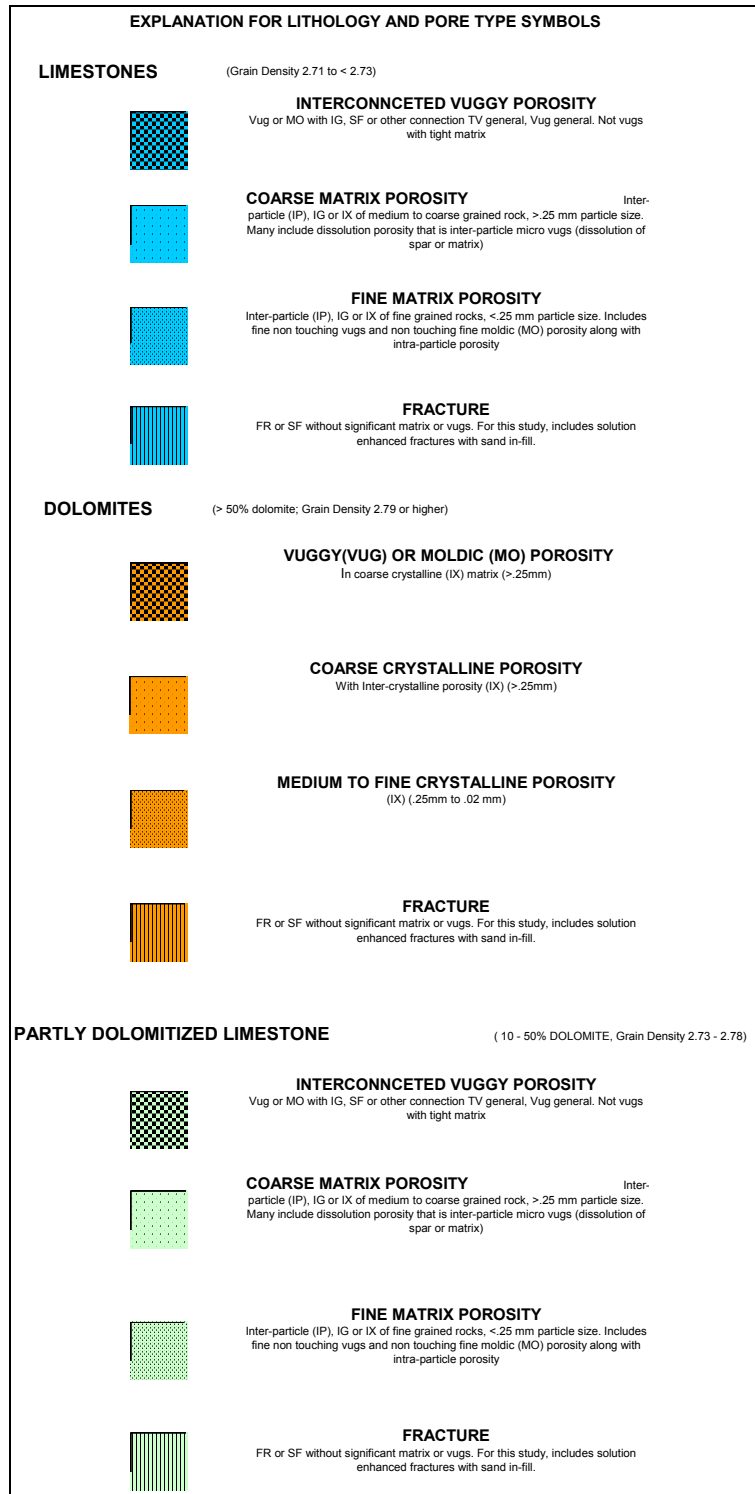 EXPLANATION FOR LITHOLOGY AND PORE TYPE SYMBOLS
LIMESTONES (Grain Density 2.71 to < 2.73)
INTERCONNCETED VUGGY POROSITY
Vug or MO with IG, SF or other connection TV general, Vug general. Not vugs
with tight matrix
COARSE MATRIX POROSITY Inter-
particle (IP), IG or IX of medium to coarse grained rock, >.25 mm particle size.
Many include dissolution porosity that is inter-particle micro vugs (dissolution of
spar or matrix)
FINE MATRIX POROSITY
Inter-particle (IP), IG or IX of fine grained rocks, <.25 mm particle size. Includes
fine non touching vugs and non touching fine moldic (MO) porosity along with
intra-particle porosity
FRACTURE
FR or SF without significant matrix or vugs. For this study, includes solution
enhanced fractures with sand in-fill.
DOLOMITES (> 50% dolomite; Grain Density 2.79 or higher)
VUGGY(VUG) OR MOLDIC (MO) POROSITY
In coarse crystalline (IX) matrix (>.25mm)
COARSE CRYSTALLINE POROSITY
With Inter-crystalline porosity (IX) (>.25mm)
MEDIUM TO FINE CRYSTALLINE POROSITY
(IX) (.25mm to .02 mm)
FRACTURE
FR or SF without significant matrix or vugs. For this study, includes solution
enhanced fractures with sand in-fill.
PARTLY DOLOMITIZED LIMESTONE ( 10 - 50% DOLOMITE, Grain Density 2.73 - 2.78)
INTERCONNCETED VUGGY POROSITY
Vug or MO with IG, SF or other connection TV general, Vug general. Not vugs
with tight matrix
COARSE MATRIX POROSITY Inter-
particle (IP), IG or IX of medium to coarse grained rock, >.25 mm particle size.
Many include dissolution porosity that is inter-particle micro vugs (dissolution of
spar or matrix)
FINE MATRIX POROSITY
Inter-particle (IP), IG or IX of fine grained rocks, <.25 mm particle size. Includes
fine non touching vugs and non touching fine moldic (MO) porosity along with
intra-particle porosity
FRACTURE
FR or SF without significant matrix or vugs. For this study, includes solution
enhanced fractures with sand in-fill.